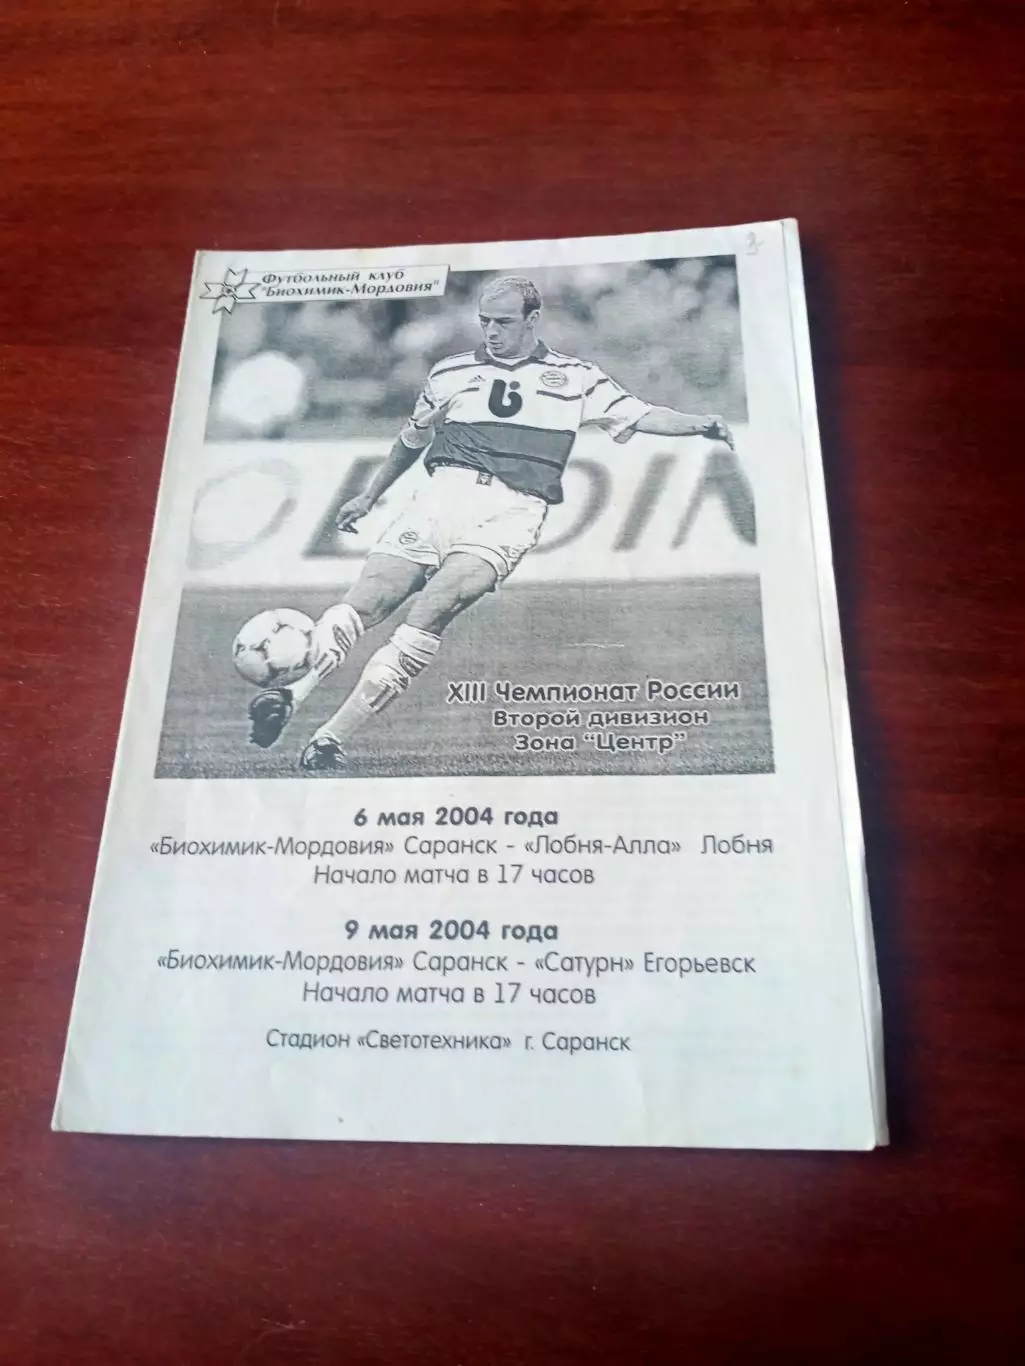 Футбольный клуб
"Биохимик-Мордовия"
XIII Чемпионат России
Второй дивизион
Зона "Центр"
6 мая 2004 года
«Биохимик-Мордовия» Саранск - «Лобня-Алла» Лобня
Начало матча в 17 часов
9 мая 2004 года
«Биохимик-Мордовия» Саранск - «Сатурн» Егорьевск
Начало матча в 17 часов
Стадион «Светотехника» г. Саранск